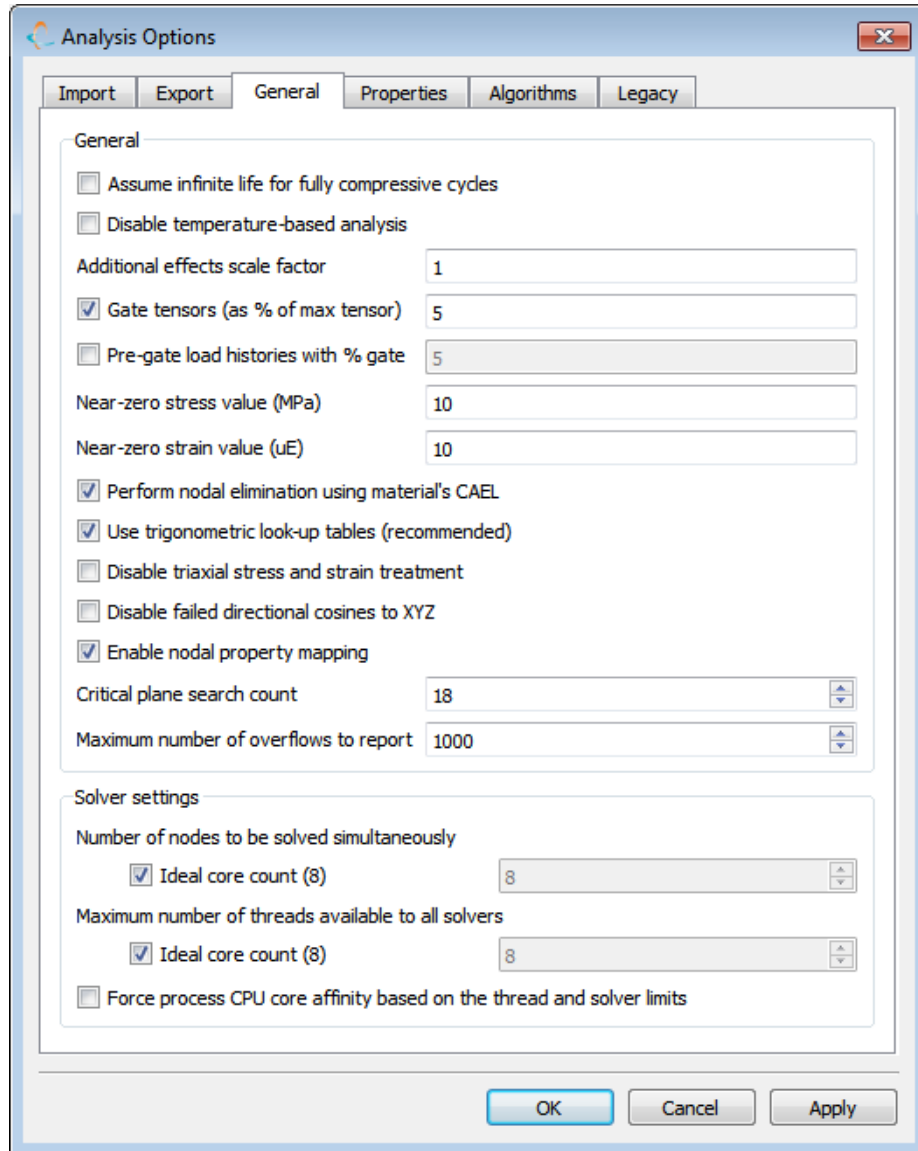 Analysis Options
Import Export General Properties Algorithms Legacy
General
Assume infinite life for fully compressive cycles
Disable temperature-based analysis
Additional effects scale factor 1
Gate tensors (as % of max tensor) 5
Pre-gate load histories with % gate 5
Near-zero stress value (MPa) 10
Near-zero strain value (uE) 10
Perform nodal elimination using material's CAEL
Use trigonometric look-up tables (recommended)
Disable triaxial stress and strain treatment
Disable failed directional cosines to XYZ
Enable nodal property mapping
Critical plane search count 18
Maximum number of overflows to report 1000
Solver settings
Number of nodes to be solved simultaneously
Ideal core count (8) 8
Maximum number of threads available to all solvers
Ideal core count (8) 8
Force process CPU core affinity based on the thread and solver limits
OK Cancel Apply